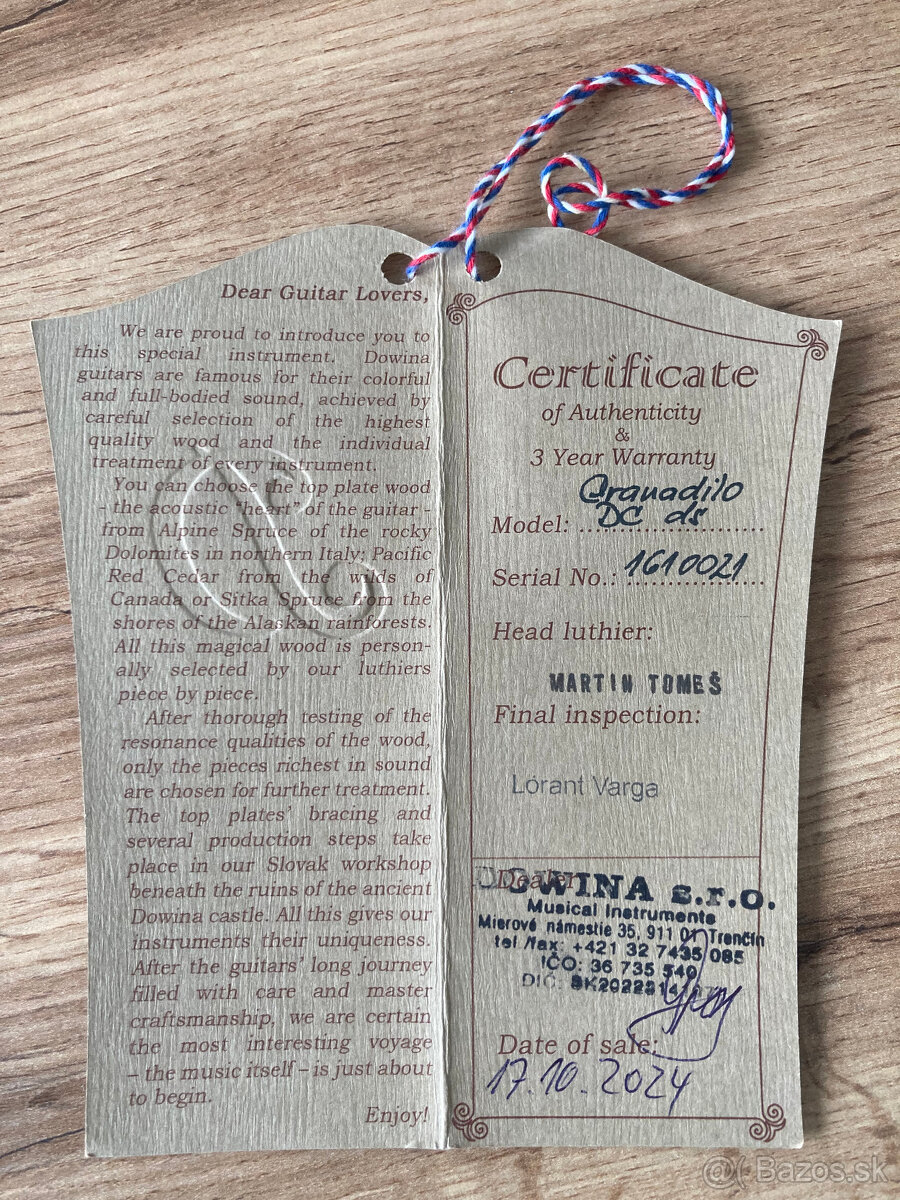 Dear Guitar Lovers,
We are proud to introduce you to
this special instrument. Dowina
guitars are famous for their colorful
and full-bodied sound, achieved by
careful selection of the highest
quality wood and the individual
treatment of every instrument.
You can choose the top plate wood
- the acoustic "heart" of the guitar -
from Alpine Spruce of the rocky
Dolomites in northern Italy; Pacific
Red Cedar from the wilds of
Canada or Sitka Spruce from the
shores of the Alaskan rainforests.
All this magical wood is person-
ally selected by our luthiers
piece by piece.
After thorough testing of the
resonance qualities of the wood,
only the pieces richest in sound
are chosen for further treatment.
The top plates' bracing and
several production steps take
place in our Slovak workshop
beneath the ruins of the ancient
Dowina castle. All this gives our
instruments their uniqueness.
After the guitars' long journey
filled with care and master
craftsmanship, we are certain
the most interesting voyage
– the music itself – is just about
to begin.
Enjoy!
Certificate
of Authenticity
&
3 Year Warranty
Granadilo
Model: DC ds
Serial No.: 1610021
Head luthier:
MARTIN TOMEŠ
Final inspection:
Lorant Varga
Dealer
DOWINA s.r.o.
Musical Instruments
Mierové námestie 35, 911 01 Trenčín
tel /fax: +421 32 7435 085
IČO: 36 735 540
DIČ:
Date of sale:
17.10.2024
@ Bazos.sk